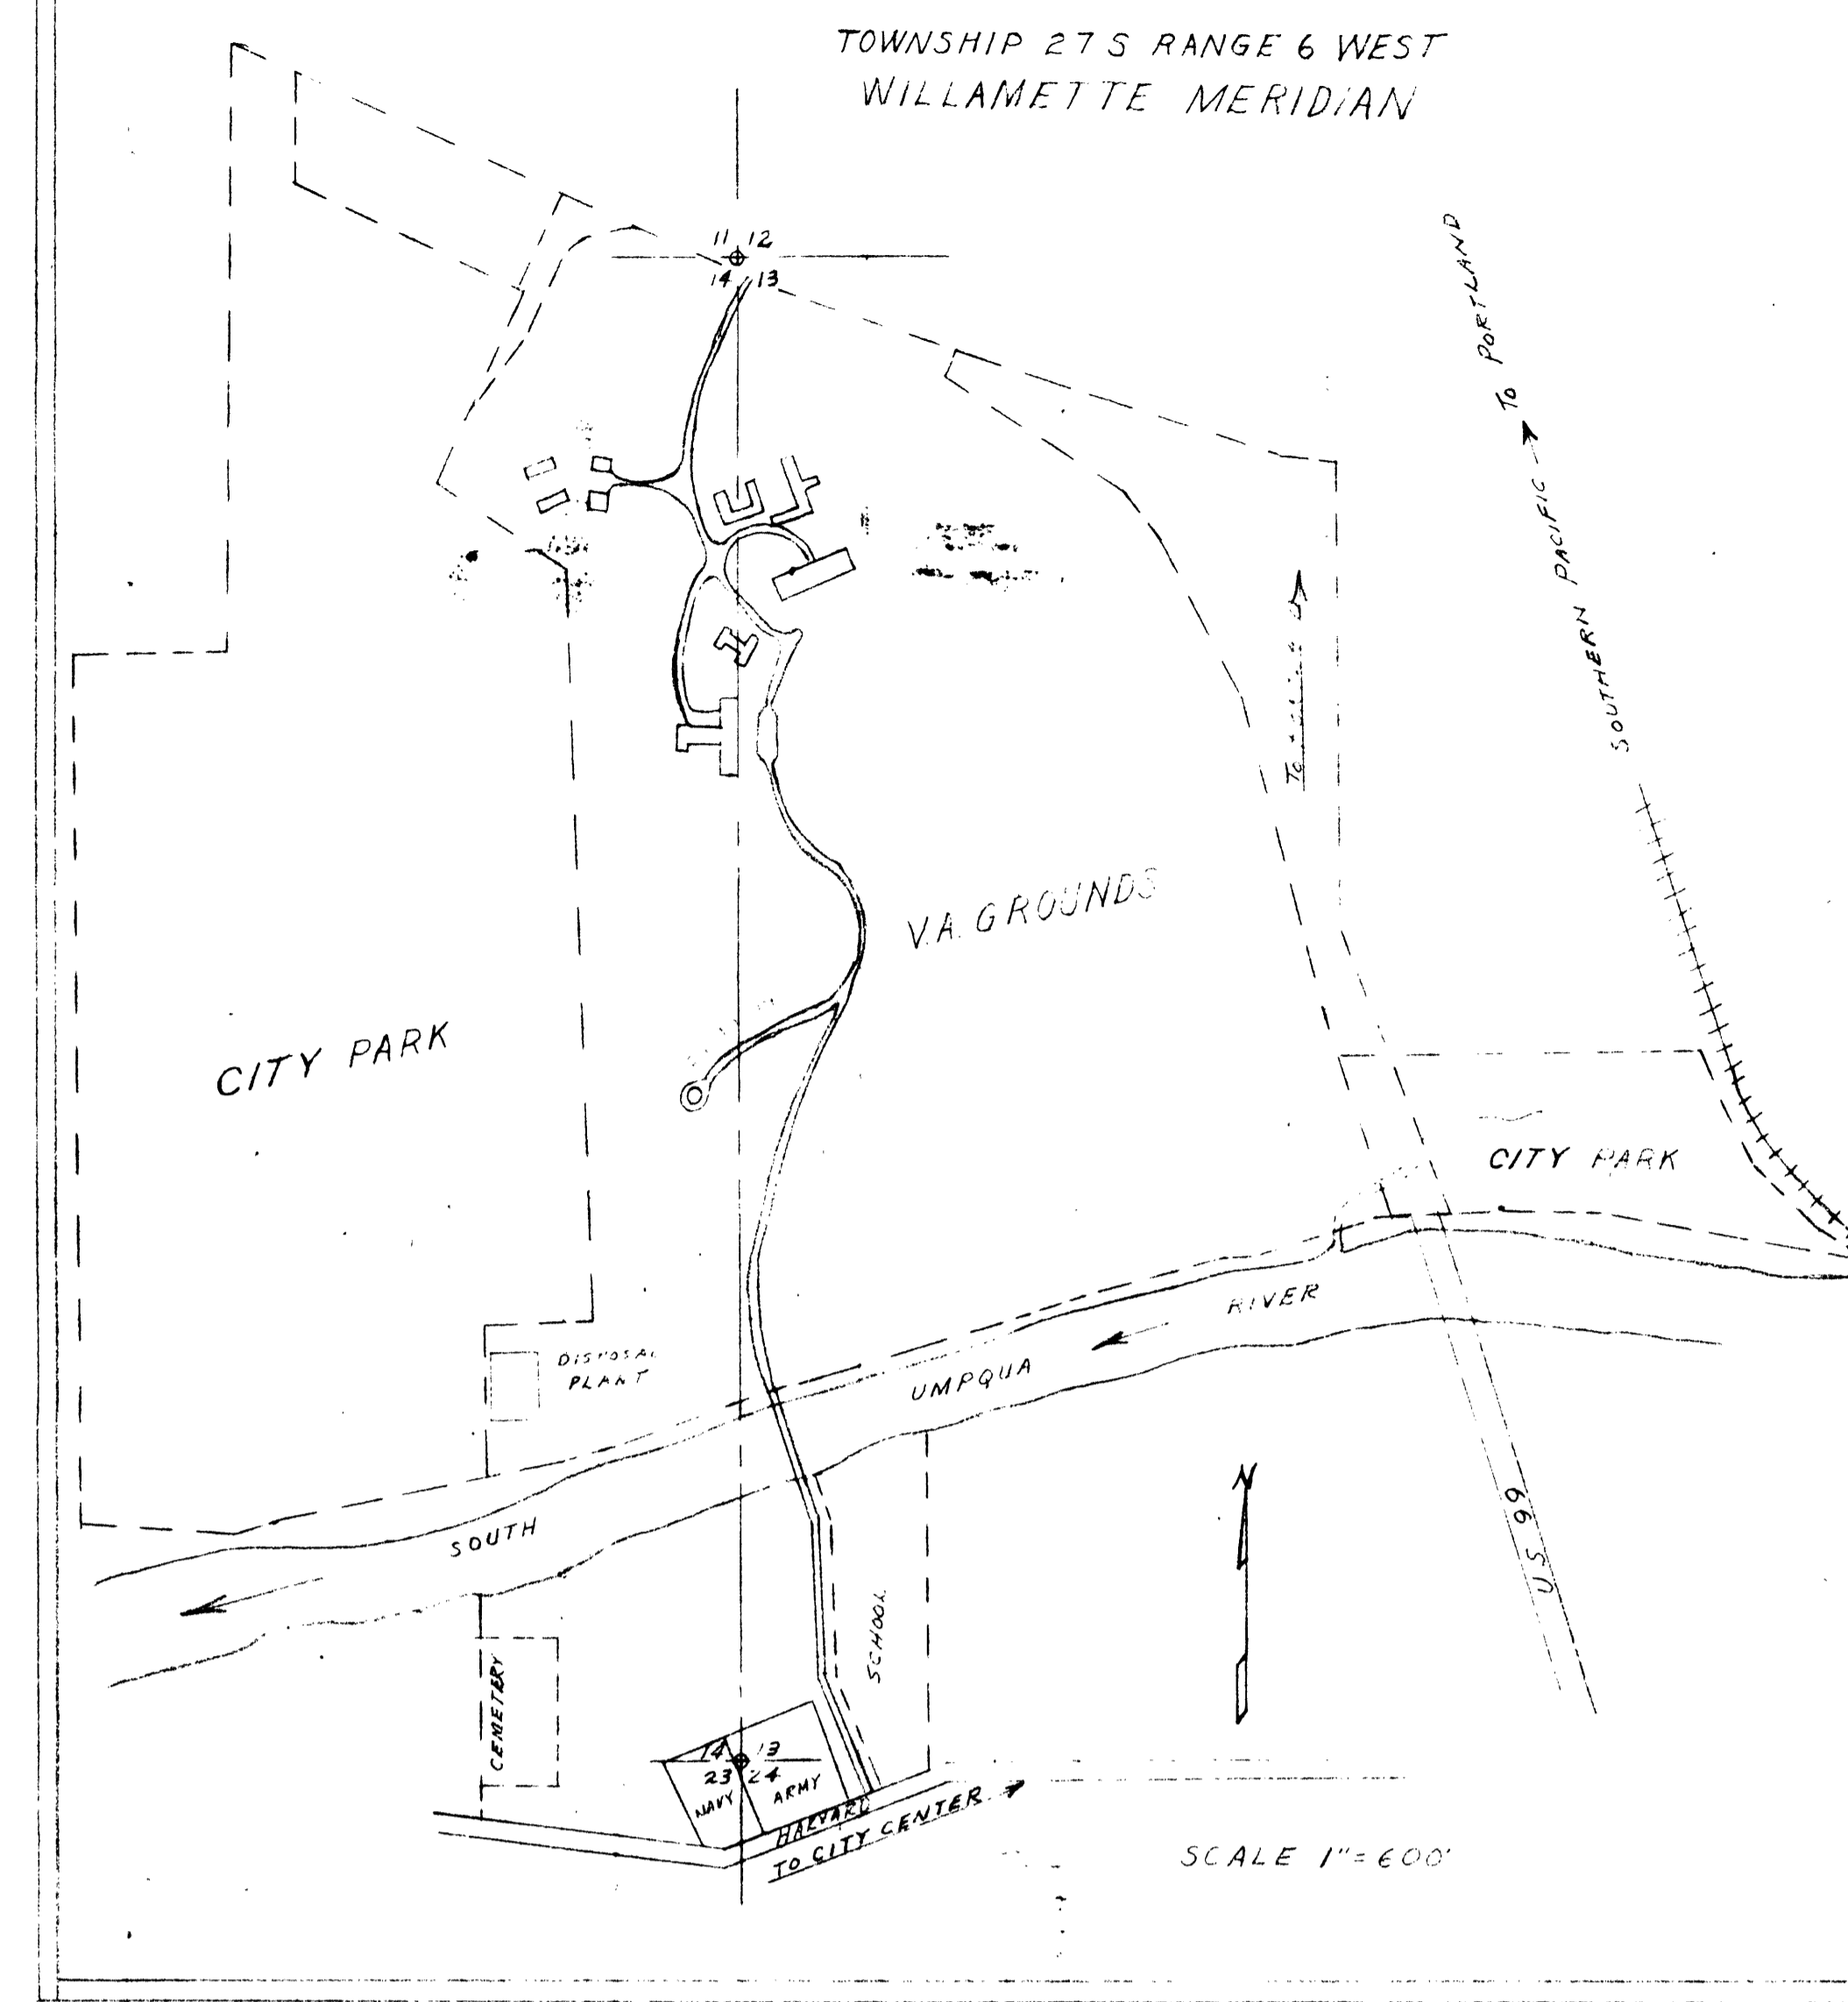 TOWNSHIP 27 S RANGE 6 WEST
WILLAMETTE MERIDIAN
11 12
14 13
To PORTLAND
SOUTHERN PACIFIC
To
V.A. GROUNDS
CITY PARK
CITY PARK
RIVER
UMPQUA
SOUTH
DISPOSAL
PLANT
N
US 99
SCHOOL
CEMETERY
14 13
23 24
NAVY
ARMY
HARVARD
TO CITY CENTER
SCALE 1"=600'